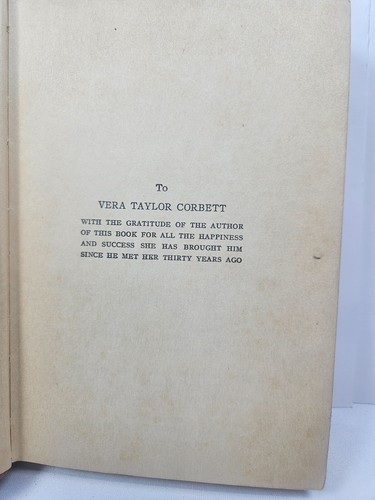 To
VERA TAYLOR CORBETT
WITH THE GRATITUDE OF THE AUTHOR
OF THIS BOOK FOR ALL THE HAPPINESS
AND SUCCESS SHE HAS BROUGHT HIM
SINCE HE MET HER THIRTY YEARS AGO